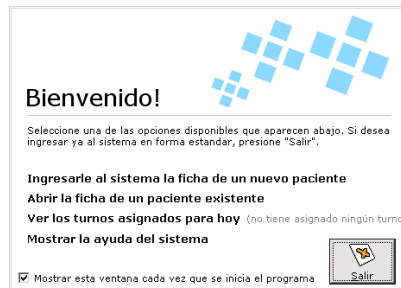 Bienvenido!
Seleccione una de las opciones disponibles que aparecen abajo. Si desea
ingresar ya al sistema en forma estandar, presione "Salir".
Ingresarle al sistema la ficha de un nuevo paciente
Abrir la ficha de un paciente existente
Ver los turnos asignados para hoy (no tiene asignado ningún turno
Mostrar la ayuda del sistema
Mostrar esta ventana cada vez que se inicia el programa
Salir